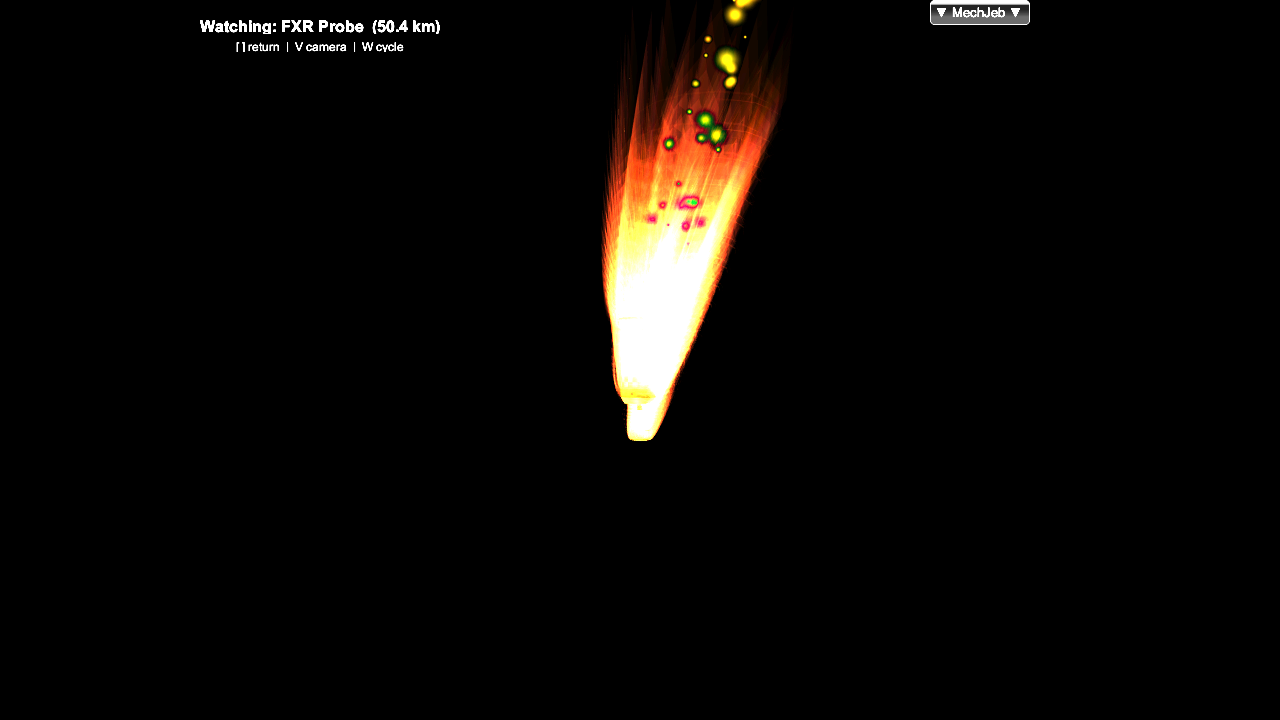 Watching: FXR Probe (50.4 km)
[ ] return | V camera | W cycle
▼ MechJeb ▼